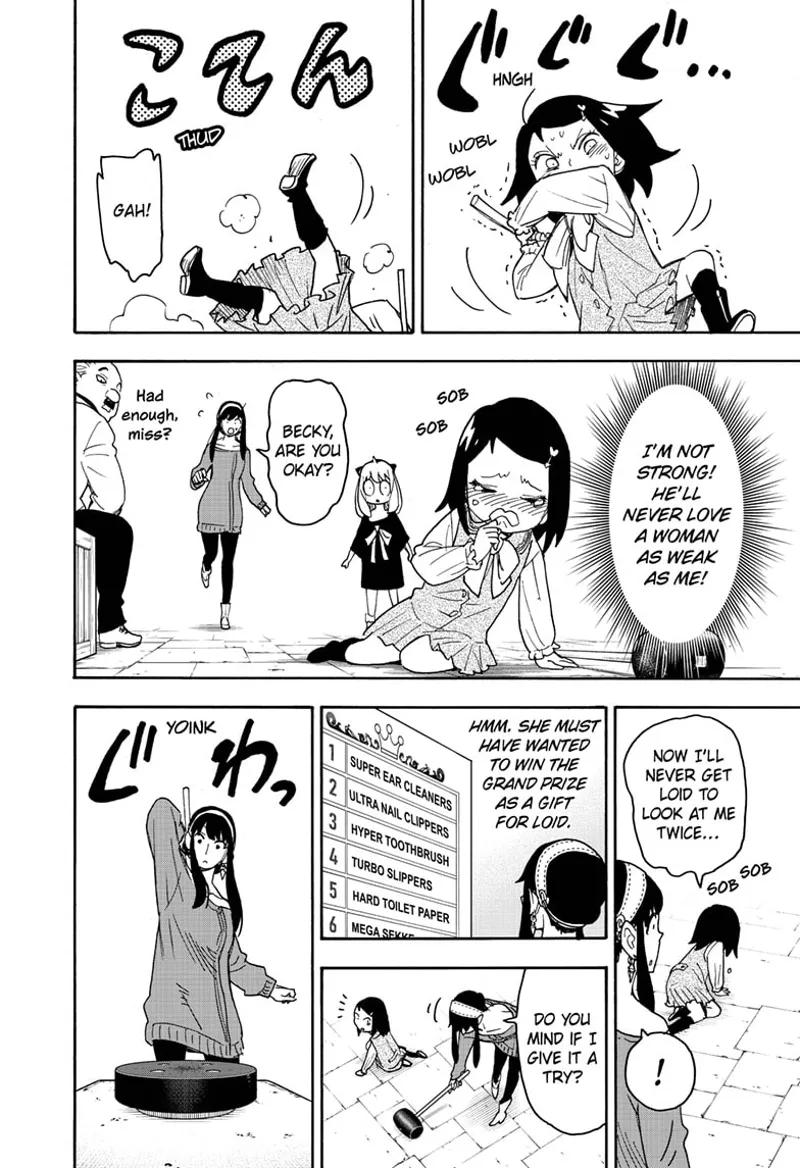 グググ...
HNGH
WOBL
WOBL
こてん
THUD
GAH!
I'M NOT
STRONG!
HE'LL
NEVER LOVE
A WOMAN
AS WEAK
AS ME!
SOB
SOB
BECKY,
ARE YOU
OKAY?
Had
enough,
miss?
NOW I'LL
NEVER GET
LOID TO
LOOK AT ME
TWICE...
SOB
SOB
!
HMM. SHE MUST
HAVE WANTED
TO WIN THE
GRAND PRIZE
AS A GIFT
FOR LOID.
1 SUPER EAR CLEANERS
2 ULTRA NAIL CLIPPERS
3 HYPER TOOTHBRUSH
4 TURBO SLIPPERS
5 HARD TOILET PAPER
6 MEGA SEKKE
DO YOU
MIND IF I
GIVE IT A
TRY?
YOINK
ぐわっ